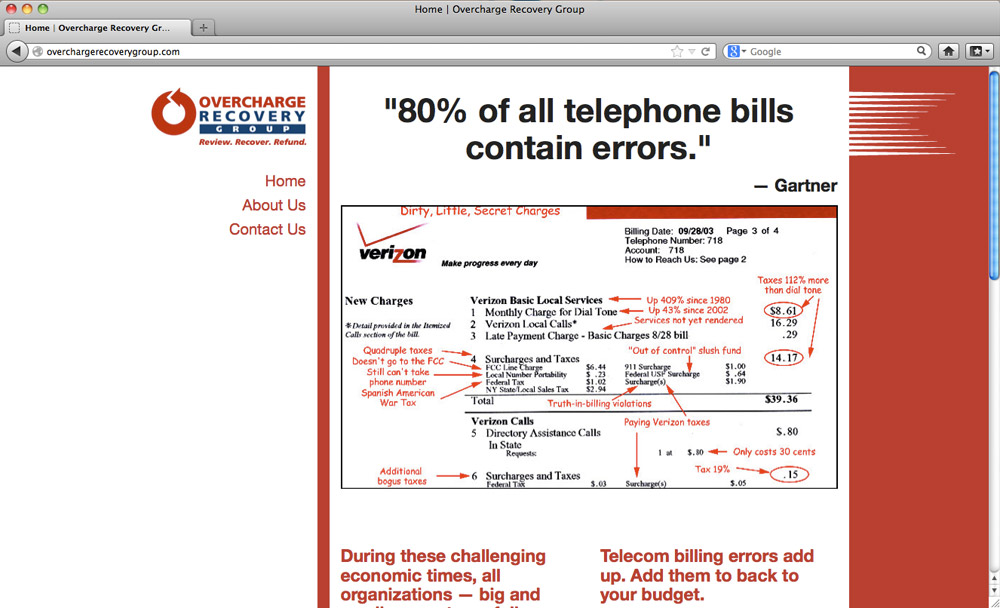 Home | Overcharge Recovery Group
Home | Overcharge Recovery Gr...
overchargerecoverygroup.com
Google
OVERCHARGE
RECOVERY
GROUP
Review. Recover. Refund.
Home
About Us
Contact Us
"80% of all telephone bills
contain errors."
— Gartner
Dirty, Little, Secret Charges
verizon
Make progress every day
Billing Date: 09/28/03 Page 3 of 4
Telephone Number: 718
Account: 718
How to Reach Us: See page 2
Taxes 112% more
than dial tone
New Charges
*Detail provided in the Itemized
Calls section of the bill.
Verizon Basic Local Services Up 409% since 1980
1 Monthly Charge for Dial Tone Up 43% since 2002 $8.61
Services not yet rendered
2 Verizon Local Calls* 16.29
3 Late Payment Charge - Basic Charges 8/28 bill .29
Quadruple taxes
Doesn't go to the FCC
Still can't take
phone number
Spanish American
War Tax
"Out of control" slush fund
4 Surcharges and Taxes 14.17
FCC Line Charge $6.44 911 Surcharge $1.00
Local Number Portability $ .23 Federal USF Surcharge $ .64
Federal Tax $1.02 Surcharge(s) $1.90
NY State/Local Sales Tax $2.94
Total $39.36
Truth-in-billing violations
Verizon Calls
Paying Verizon taxes
5 Directory Assistance Calls $.80
In State
Requests: 1 at $.80 Only costs 30 cents
Additional
bogus taxes
Tax 19%
6 Surcharges and Taxes .15
Federal Tax $.03 Surcharge(s) $.05
During these challenging
economic times, all
organizations — big and
Telecom billing errors add
up. Add them to back to
your budget.